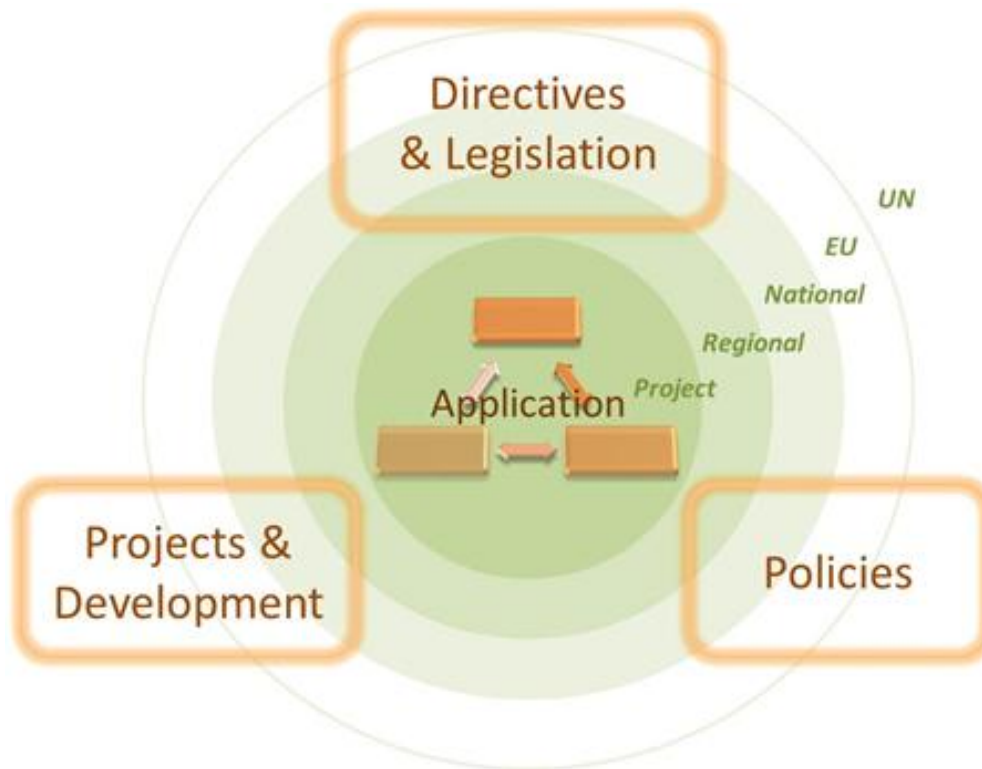 Directives
& Legislation
UN
EU
National
Regional
Project
Application
Projects &
Development
Policies